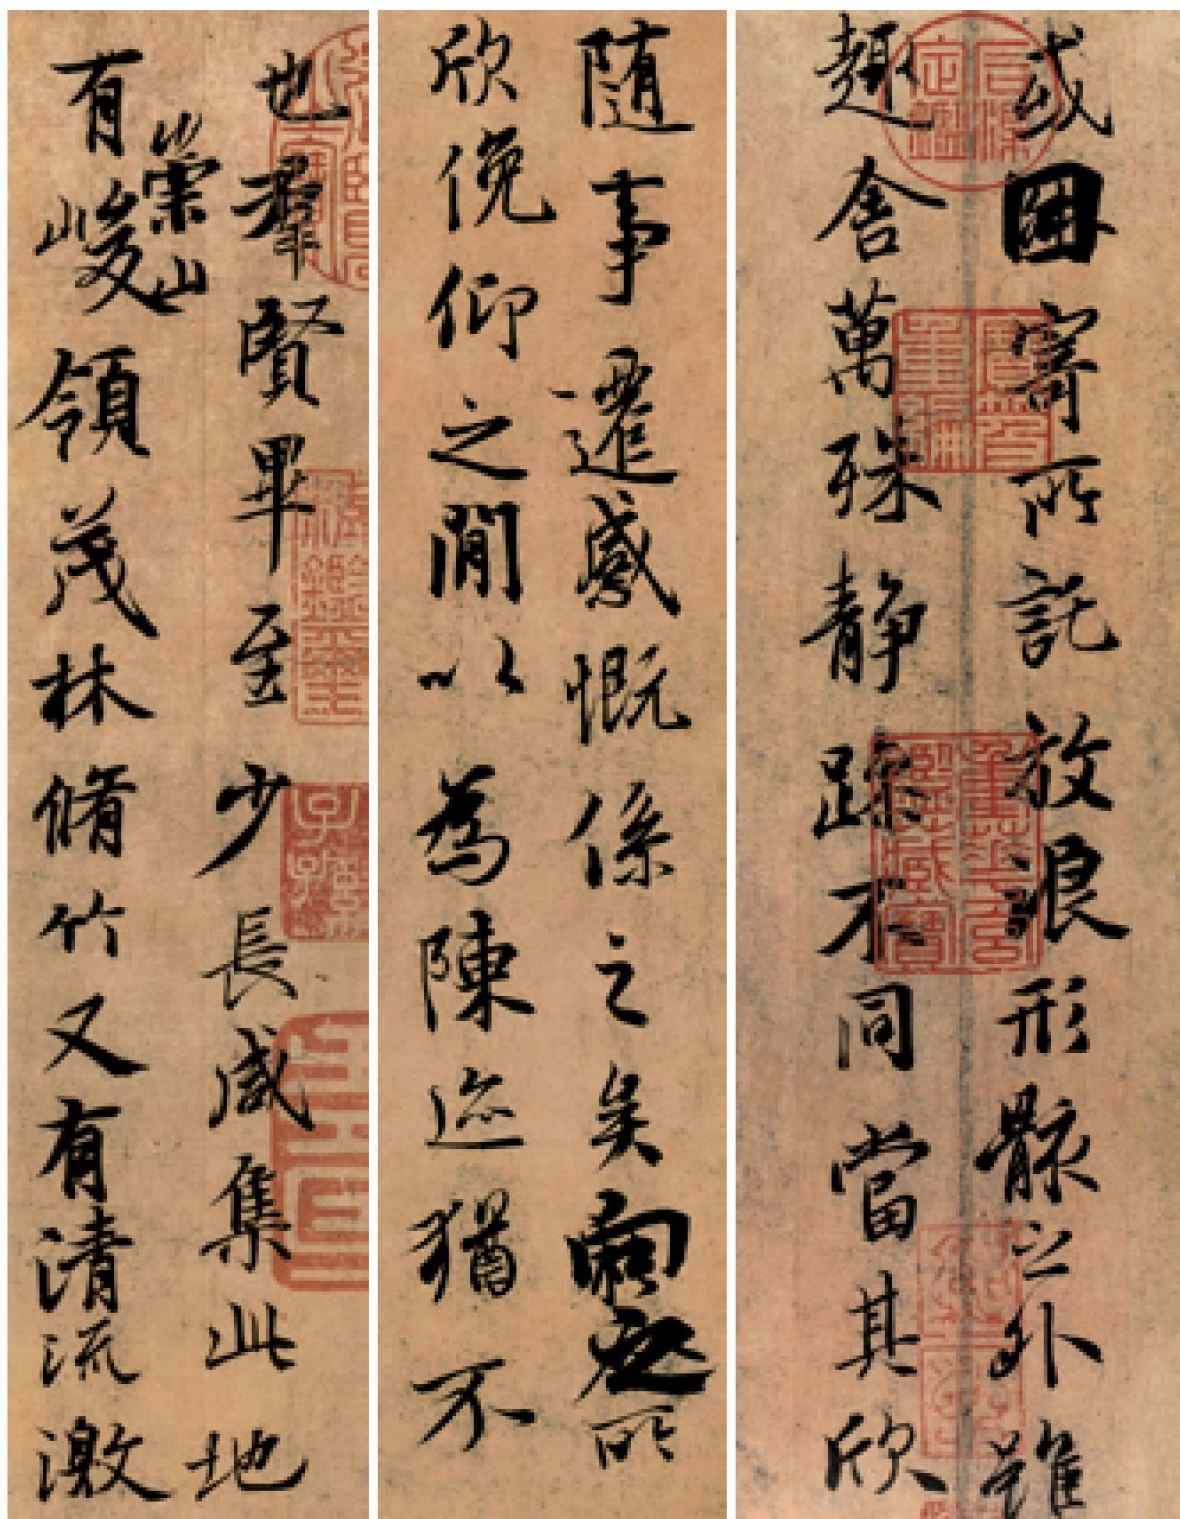 或因寄所託放浪形骸之外雖
趣舍萬殊静躁不同當其欣
隨事遷感慨係之矣向之所
欣俛仰之閒以為陳迹猶不
也羣賢畢至少長咸集此地
有崇山峻領茂林脩竹又有清流激